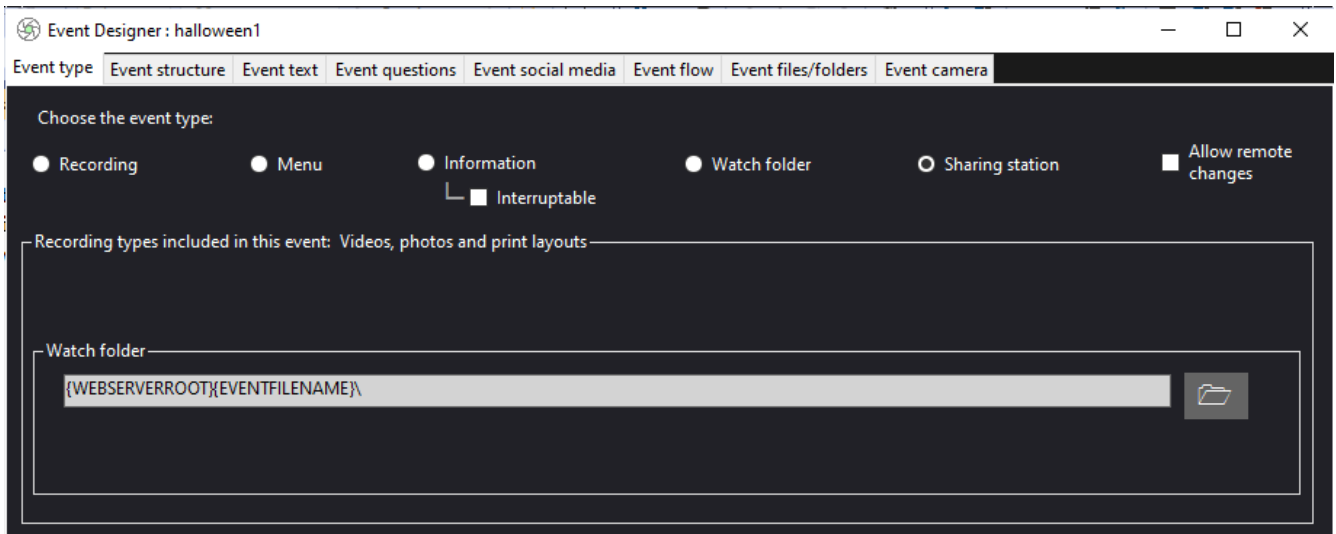 Event Designer : halloween1
Event type Event structure Event text Event questions Event social media Event flow Event files/folders Event camera
Choose the event type:
Recording Menu Information Watch folder Sharing station Allow remote
changes
Interruptable
Recording types included in this event: Videos, photos and print layouts
Watch folder
{WEBSERVERROOT}{EVENTFILENAME}\